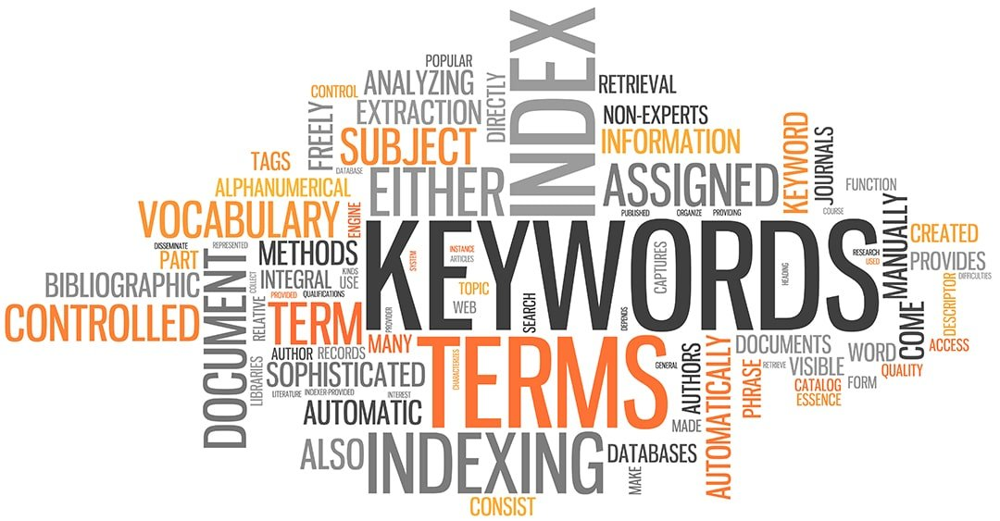 POPULAR
INDEX
CONTROL
ANALYZING
DIRECTLY
RETRIEVAL
EXTRACTION
FREELY
NON-EXPERTS
SUBJECT
INFORMATION
KEYWORD
JOURNALS
TAGS
DATABASE
EITHER
ASSIGNED
FUNCTION
ALPHANUMERICAL
VOCABULARY
ENGINE
PUBLISHED
ORGANIZE
PROVIDING
COURSE
MANUALLY
KEYWORDS
CREATED
DISSEMINATE
REPRESENTED
METHODS
SYSTEM
INSTANCE
ARTICLES
CAPTURES
HEADING
RESEARCH
USED
PROVIDES
PART
DOCUMENT
COLLECT
INTEGRAL
KINDS
USE
TOPIC
WEB
DIFFICULTIES
BIBLIOGRAPHIC
PROVIDED
QUALIFICATIONS
SEARCH
DEPENDS
DESCRIPTOR
CONTROLLED
RELATIVE
TERM
PROVIDER
COME
MANY
TERMS
DOCUMENTS
WORD
ACCESS
AUTHOR
RECORDS
CHARACTERIZES
GENERAL
AUTHORS
AUTOMATICALLY
PHRASE
RETRIEVE
VISIBLE
QUALITY
LIBRARIES
SOPHISTICATED
CATALOG
FORM
LITERATURE
INDEXER-PROVIDED
INTEREST
ESSENCE
AUTOMATIC
MADE
ALSO
INDEXING
DATABASES
MAKE
CONSIST